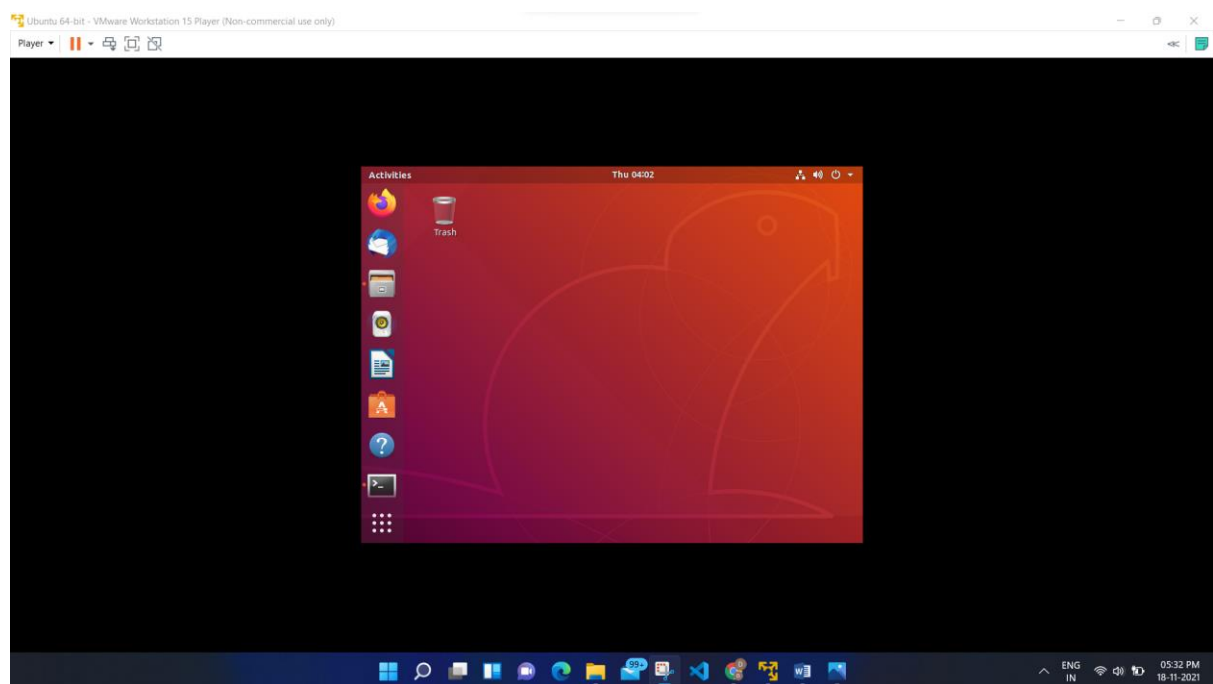 Ubuntu 64-bit - VMware Workstation 15 Player (Non-commercial use only)
Player
Activities
Thu 04:02
Trash
99+
ENG
IN
05:32 PM
18-11-2021